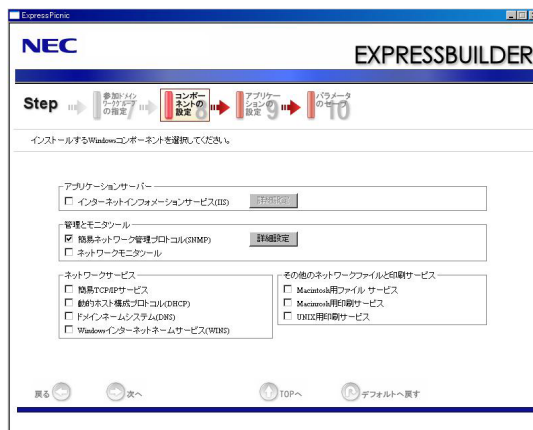 ExpressPicnic
NEC
EXPRESSBUILDER
Step
参加ドメイン
ワークグループ
の指定 7
コンポー
ネントの
設定 8
アプリケー
ションの
設定 9
パラメータ
のセーブ 10
インストールするWindowsコンポーネントを選択してください。
アプリケーションサーバー
インターネットインフォメーションサービス(IIS)
詳細設定
管理とモニタツール
簡易ネットワーク管理プロトコル(SNMP)
詳細設定
ネットワークモニタツール
ネットワークサービス
簡易TCP/IPサービス
動的ホスト構成プロトコル(DHCP)
ドメインネームシステム(DNS)
Windowsインターネットネームサービス(WINS)
その他のネットワークファイルと印刷サービス
Macintosh用ファイル サービス
Macinrosh用印刷サービス
UNIX用印刷サービス
戻る
次へ
TOPへ
デフォルトへ戻す